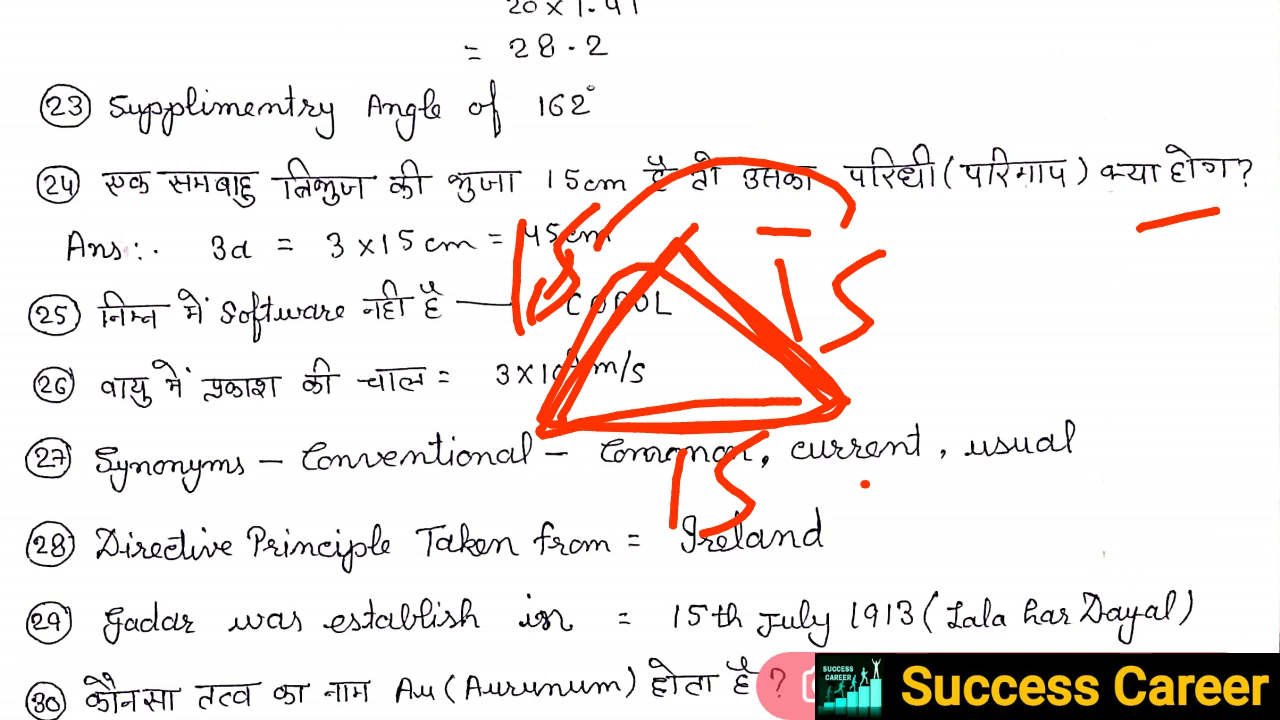 20 x 1.41
= 28.2
(23) Supplimentry Angle of 162°
(24) एक समबाहु त्रिभुज की भुजा 15cm है तो उसका परिधी (परिमाप) क्या होगा?
Ans:. 3a = 3 x 15 cm = 45cm
15
15
(25) निम्न में Software नहीं है — COBOL
(26) वायु में प्रकाश की चाल = 3 x 10⁸ m/s
(27) Synonyms – Conventional – Common, current, usual
15
(28) Directive Principle Taken from = Ireland
(29) Gadar was establish in = 15th July 1913 (Lala har Dayal)
(30) कौनसा तत्व का नाम Au (Aurunum) होता है ?
SUCCESS CAREER
Success Career